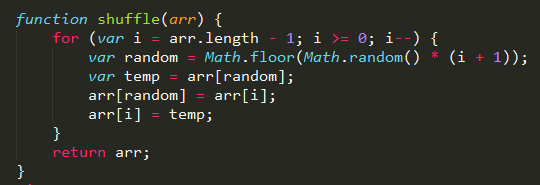 function shuffle(arr) {
    for (var i = arr.length - 1; i >= 0; i--) {
        var random = Math.floor(Math.random() * (i + 1));
        var temp = arr[random];
        arr[random] = arr[i];
        arr[i] = temp;
    }
    return arr;
}